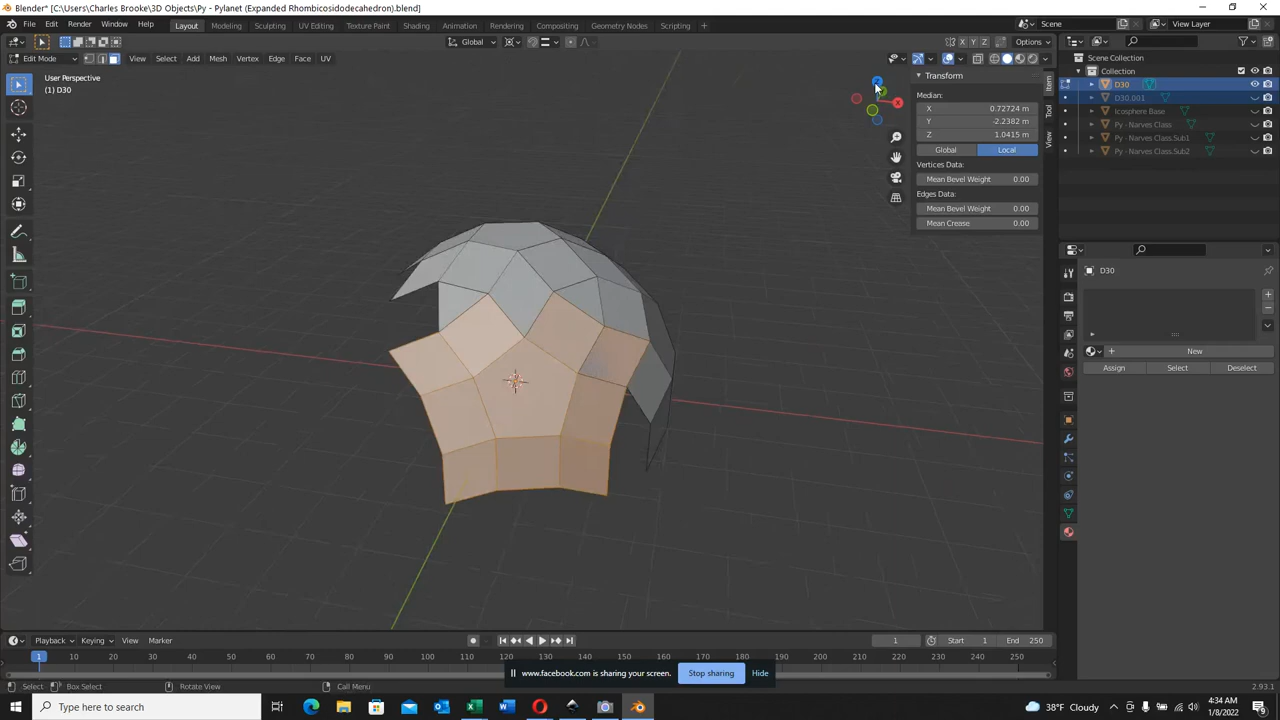 Blender* [C:\Users\Charles Brooke\3D Objects\Py - Pylanet (Expanded Rhombicosidodecahedron).blend]
File Edit Render Window Help Layout Modeling Sculpting UV Editing Texture Paint Shading Animation Rendering Compositing Geometry Nodes Scripting Scene View Layer
Global X Y Z Options
Edit Mode View Select Add Mesh Vertex Edge Face UV
User Perspective
(1) D30
Transform
Median:
X 0.72724 m
Y -2.2382 m
Z 1.0415 m
Global Local
Vertices Data:
Mean Bevel Weight 0.00
Edges Data:
Mean Bevel Weight 0.00
Mean Crease 0.00
Item
Tool
View
Z
X
Scene Collection
Collection
D30
D30.001
Icosphere Base
Py - Narves Class
Py - Narves Class.Sub1
Py - Narves Class.Sub2
D30
New
Assign Select Deselect
Playback Keying View Marker 1 Start 1 End 250
1 10 20 30 40 50 60 70 80 90 100 110 120 130 140 150 160 170 180 190 200 210 220 230 240 250
www.facebook.com is sharing your screen. Stop sharing Hide
Select Box Select Rotate View Call Menu 2.93.1
Type here to search 38°F Cloudy 4:34 AM
1/8/2022